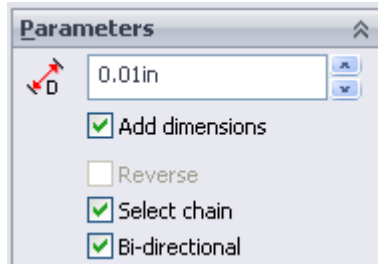 Parameters
D
0.01in
Add dimensions
Reverse
Select chain
Bi-directional